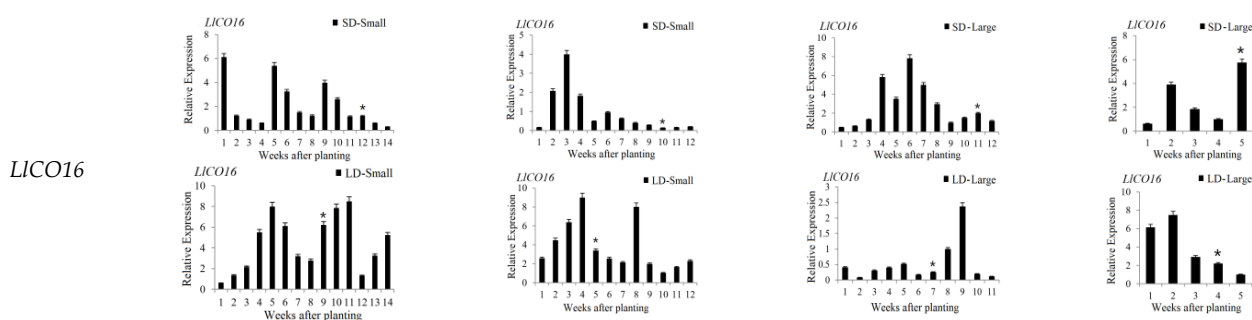 LlCO16
LlCO16
SD-Small
Relative Expression
8
6
4
2
0
1 2 3 4 5 6 7 8 9 10 11 12 13 14
*
Weeks after planting
LlCO16
SD-Small
Relative Expression
5
4
3
2
1
0
1 2 3 4 5 6 7 8 9 10 11 12
*
Weeks after planting
LlCO16
SD-Large
Relative Expression
10
8
6
4
2
0
1 2 3 4 5 6 7 8 9 10 11 12
*
Weeks after planting
LlCO16
SD-Large
Relative Expression
8
6
4
2
0
1 2 3 4 5
*
Weeks after planting
LlCO16
LD-Small
Relative Expression
10
8
6
4
2
0
1 2 3 4 5 6 7 8 9 10 11 12 13 14
*
Weeks after planting
LlCO16
LD-Small
Relative Expression
10
8
6
4
2
0
1 2 3 4 5 6 7 8 9 10 11 12
*
Weeks after planting
LlCO16
LD-Large
Relative Expression
3
2.5
2
1.5
1
0.5
0
1 2 3 4 5 6 7 8 9 10 11
*
Weeks after planting
LlCO16
LD-Large
Relative Expression
10
8
6
4
2
0
1 2 3 4 5
*
Weeks after planting